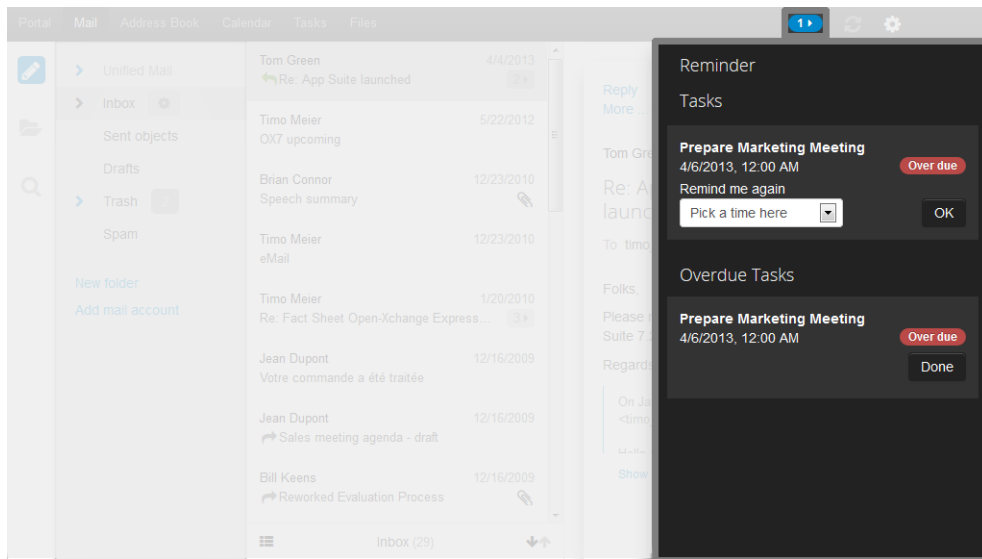 Portal Mail Address Book Calendar Tasks Files
1
Unified Mail
Inbox
Sent objects
Drafts
Trash
Spam
New folder
Add mail account
Tom Green 4/4/2013
Re: App Suite launched 2
Timo Meier 5/22/2012
OX7 upcoming
Brian Connor 12/23/2010
Speech summary
Timo Meier 12/23/2010
eMail
Timo Meier 1/20/2010
Re: Fact Sheet Open-Xchange Express... 3
Jean Dupont 12/16/2009
Votre commande a été traitée
Jean Dupont 12/16/2009
Sales meeting agenda - draft
Bill Keens 12/16/2009
Reworked Evaluation Process
Inbox (29)
Reply
More ...
Tom Gre
Re: A
launc
To timo
Folks,
Please
Suite 7.
Regards
On Ja
<timo
Hello
Show
Reminder
Tasks
Prepare Marketing Meeting
4/6/2013, 12:00 AM Over due
Remind me again
Pick a time here OK
Overdue Tasks
Prepare Marketing Meeting
4/6/2013, 12:00 AM Over due
Done